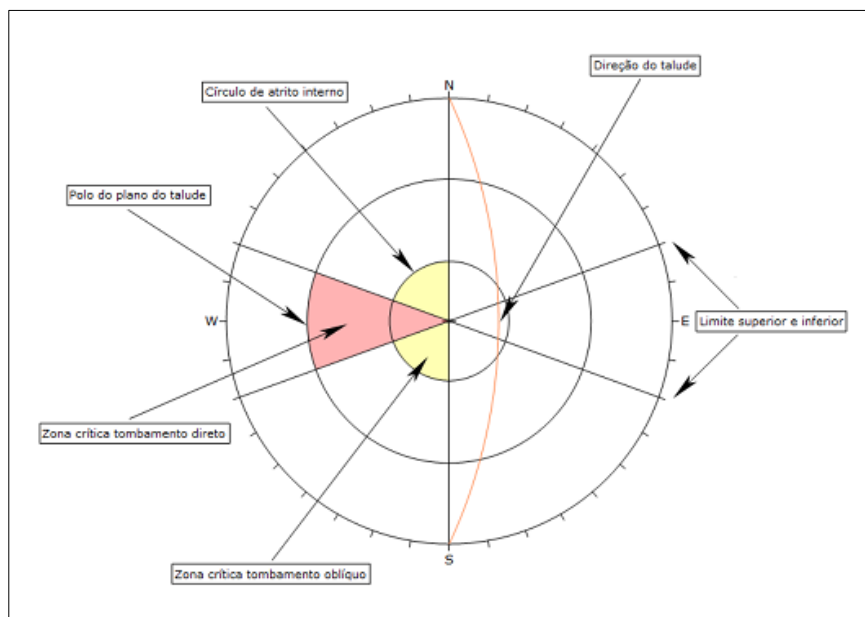 Direção do talude
N
Círculo de atrito interno
Polo do plano do talude
W
E
Limite superior e inferior
Zona crítica tombamento direto
S
Zona crítica tombamento oblíquo